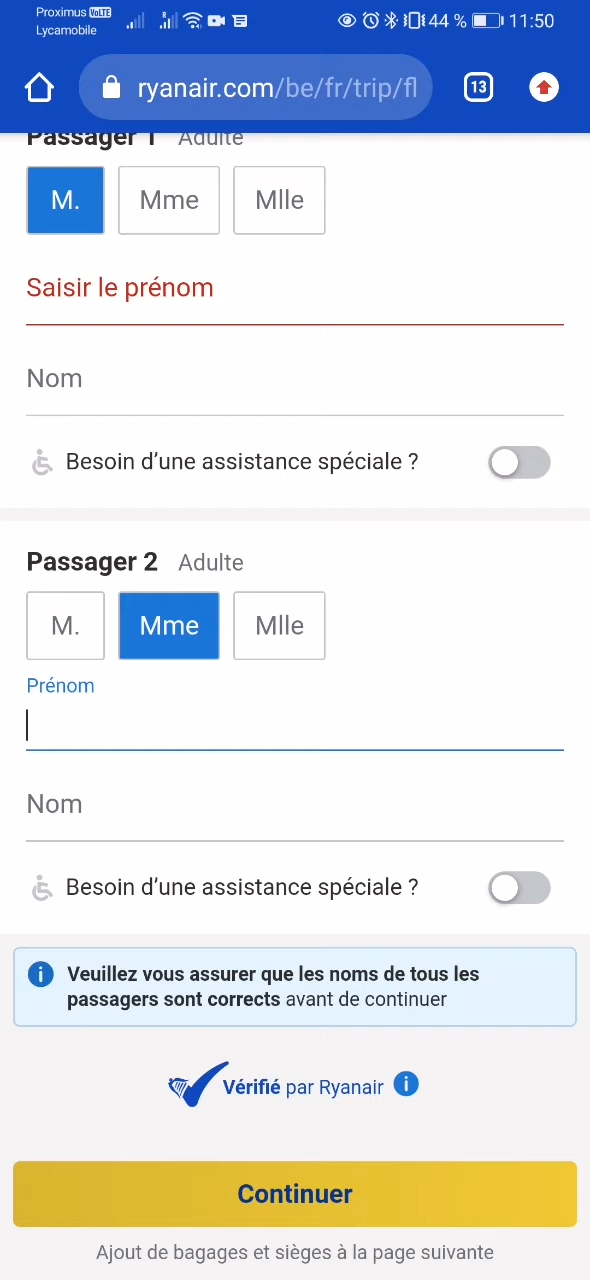 Proximus VoLTE
Lycamobile
44 % 11:50
ryanair.com/be/fr/trip/fl
13
Passager 1 Adulte
M. Mme Mlle
Saisir le prénom
Nom
Besoin d’une assistance spéciale ?
Passager 2 Adulte
M. Mme Mlle
Prénom
Nom
Besoin d’une assistance spéciale ?
Veuillez vous assurer que les noms de tous les
passagers sont corrects avant de continuer
Vérifié par Ryanair
Continuer
Ajout de bagages et sièges à la page suivante